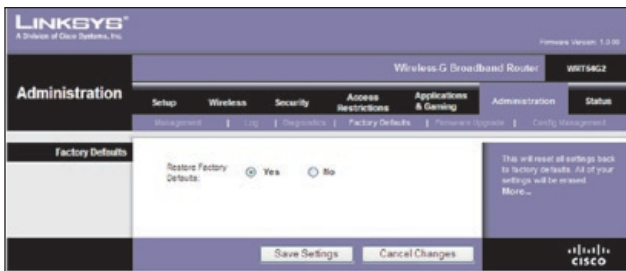 LINKSYS®
A Division of Cisco Systems, Inc.
Firmware Version: 1.0.00
Wireless-G Broadband Router WRT54G2
Administration
Setup Wireless Security Access Restrictions Applications & Gaming Administration Status
Management | Log | Diagnostics | Factory Defaults | Firmware Upgrade | Config Management
Factory Defaults
Restore Factory
Defaults:
Yes No
This will reset all settings back
to factory defaults. All of your
settings will be erased.
More...
Save Settings Cancel Changes
CISCO